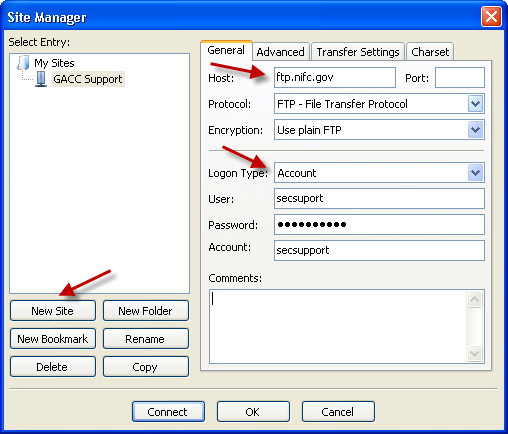 Site Manager
Select Entry:
My Sites
GACC Support
New Site
New Folder
New Bookmark
Rename
Delete
Copy
General
Advanced
Transfer Settings
Charset
Host:
ftp.nifc.gov
Port:
Protocol:
FTP - File Transfer Protocol
Encryption:
Use plain FTP
Logon Type:
Account
User:
secsuport
Password:
●●●●●●●●●●
Account:
secsupport
Comments:
Connect
OK
Cancel